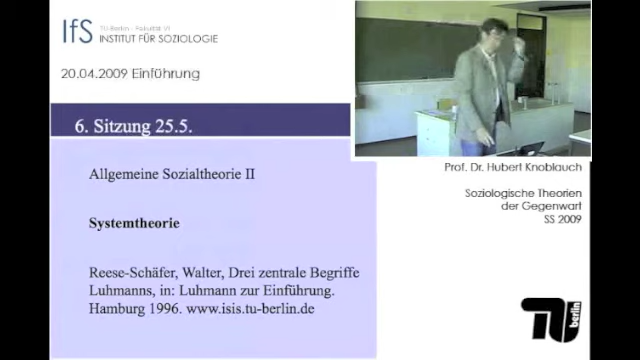 IfS
TU Berlin - Fakultät VI
INSTITUT FÜR SOZIOLOGIE
20.04.2009 Einführung
6. Sitzung 25.5.
Allgemeine Sozialtheorie II
Systemtheorie
Reese-Schäfer, Walter, Drei zentrale Begriffe
Luhmanns, in: Luhmann zur Einführung.
Hamburg 1996. www.isis.tu-berlin.de
Prof. Dr. Hubert Knoblauch
Soziologische Theorien
der Gegenwart
SS 2009
TU berlin